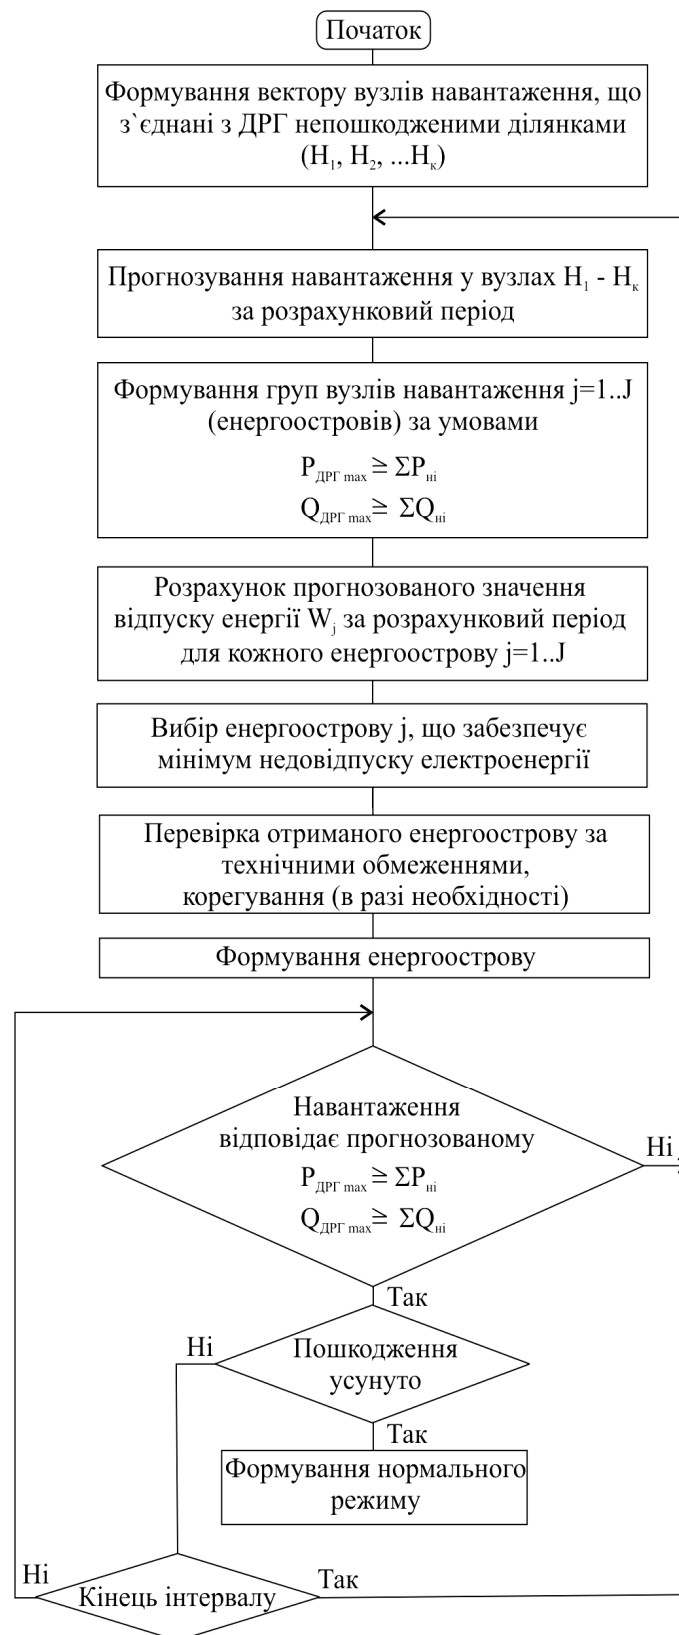 Початок
Формування вектору вузлів навантаження, що
з`єднані з ДРГ непошкодженими ділянками
(Н₁, Н₂, ...Нк)
Прогнозування навантаження у вузлах Н₁ - Нк
за розрахунковий період
Формування груп вузлів навантаження j=1..J
(енергоостровів) за умовами
PДРГ max ≥ ΣPні
QДРГ max ≥ ΣQні
Розрахунок прогнозованого значення
відпуску енергії Wj за розрахунковий період
для кожного енергоострову j=1..J
Вибір енергоострову j, що забезпечує
мінімум недовідпуску електроенергії
Перевірка отриманого енергоострову за
технічними обмеженнями,
корегування (в разі необхідності)
Формування енергоострову
Навантаження
відповідає прогнозованому
PДРГ max ≥ ΣPні
QДРГ max ≥ ΣQні
Ні
Так
Ні
Пошкодження
усунуто
Так
Формування нормального
режиму
Ні
Кінець інтервалу
Так